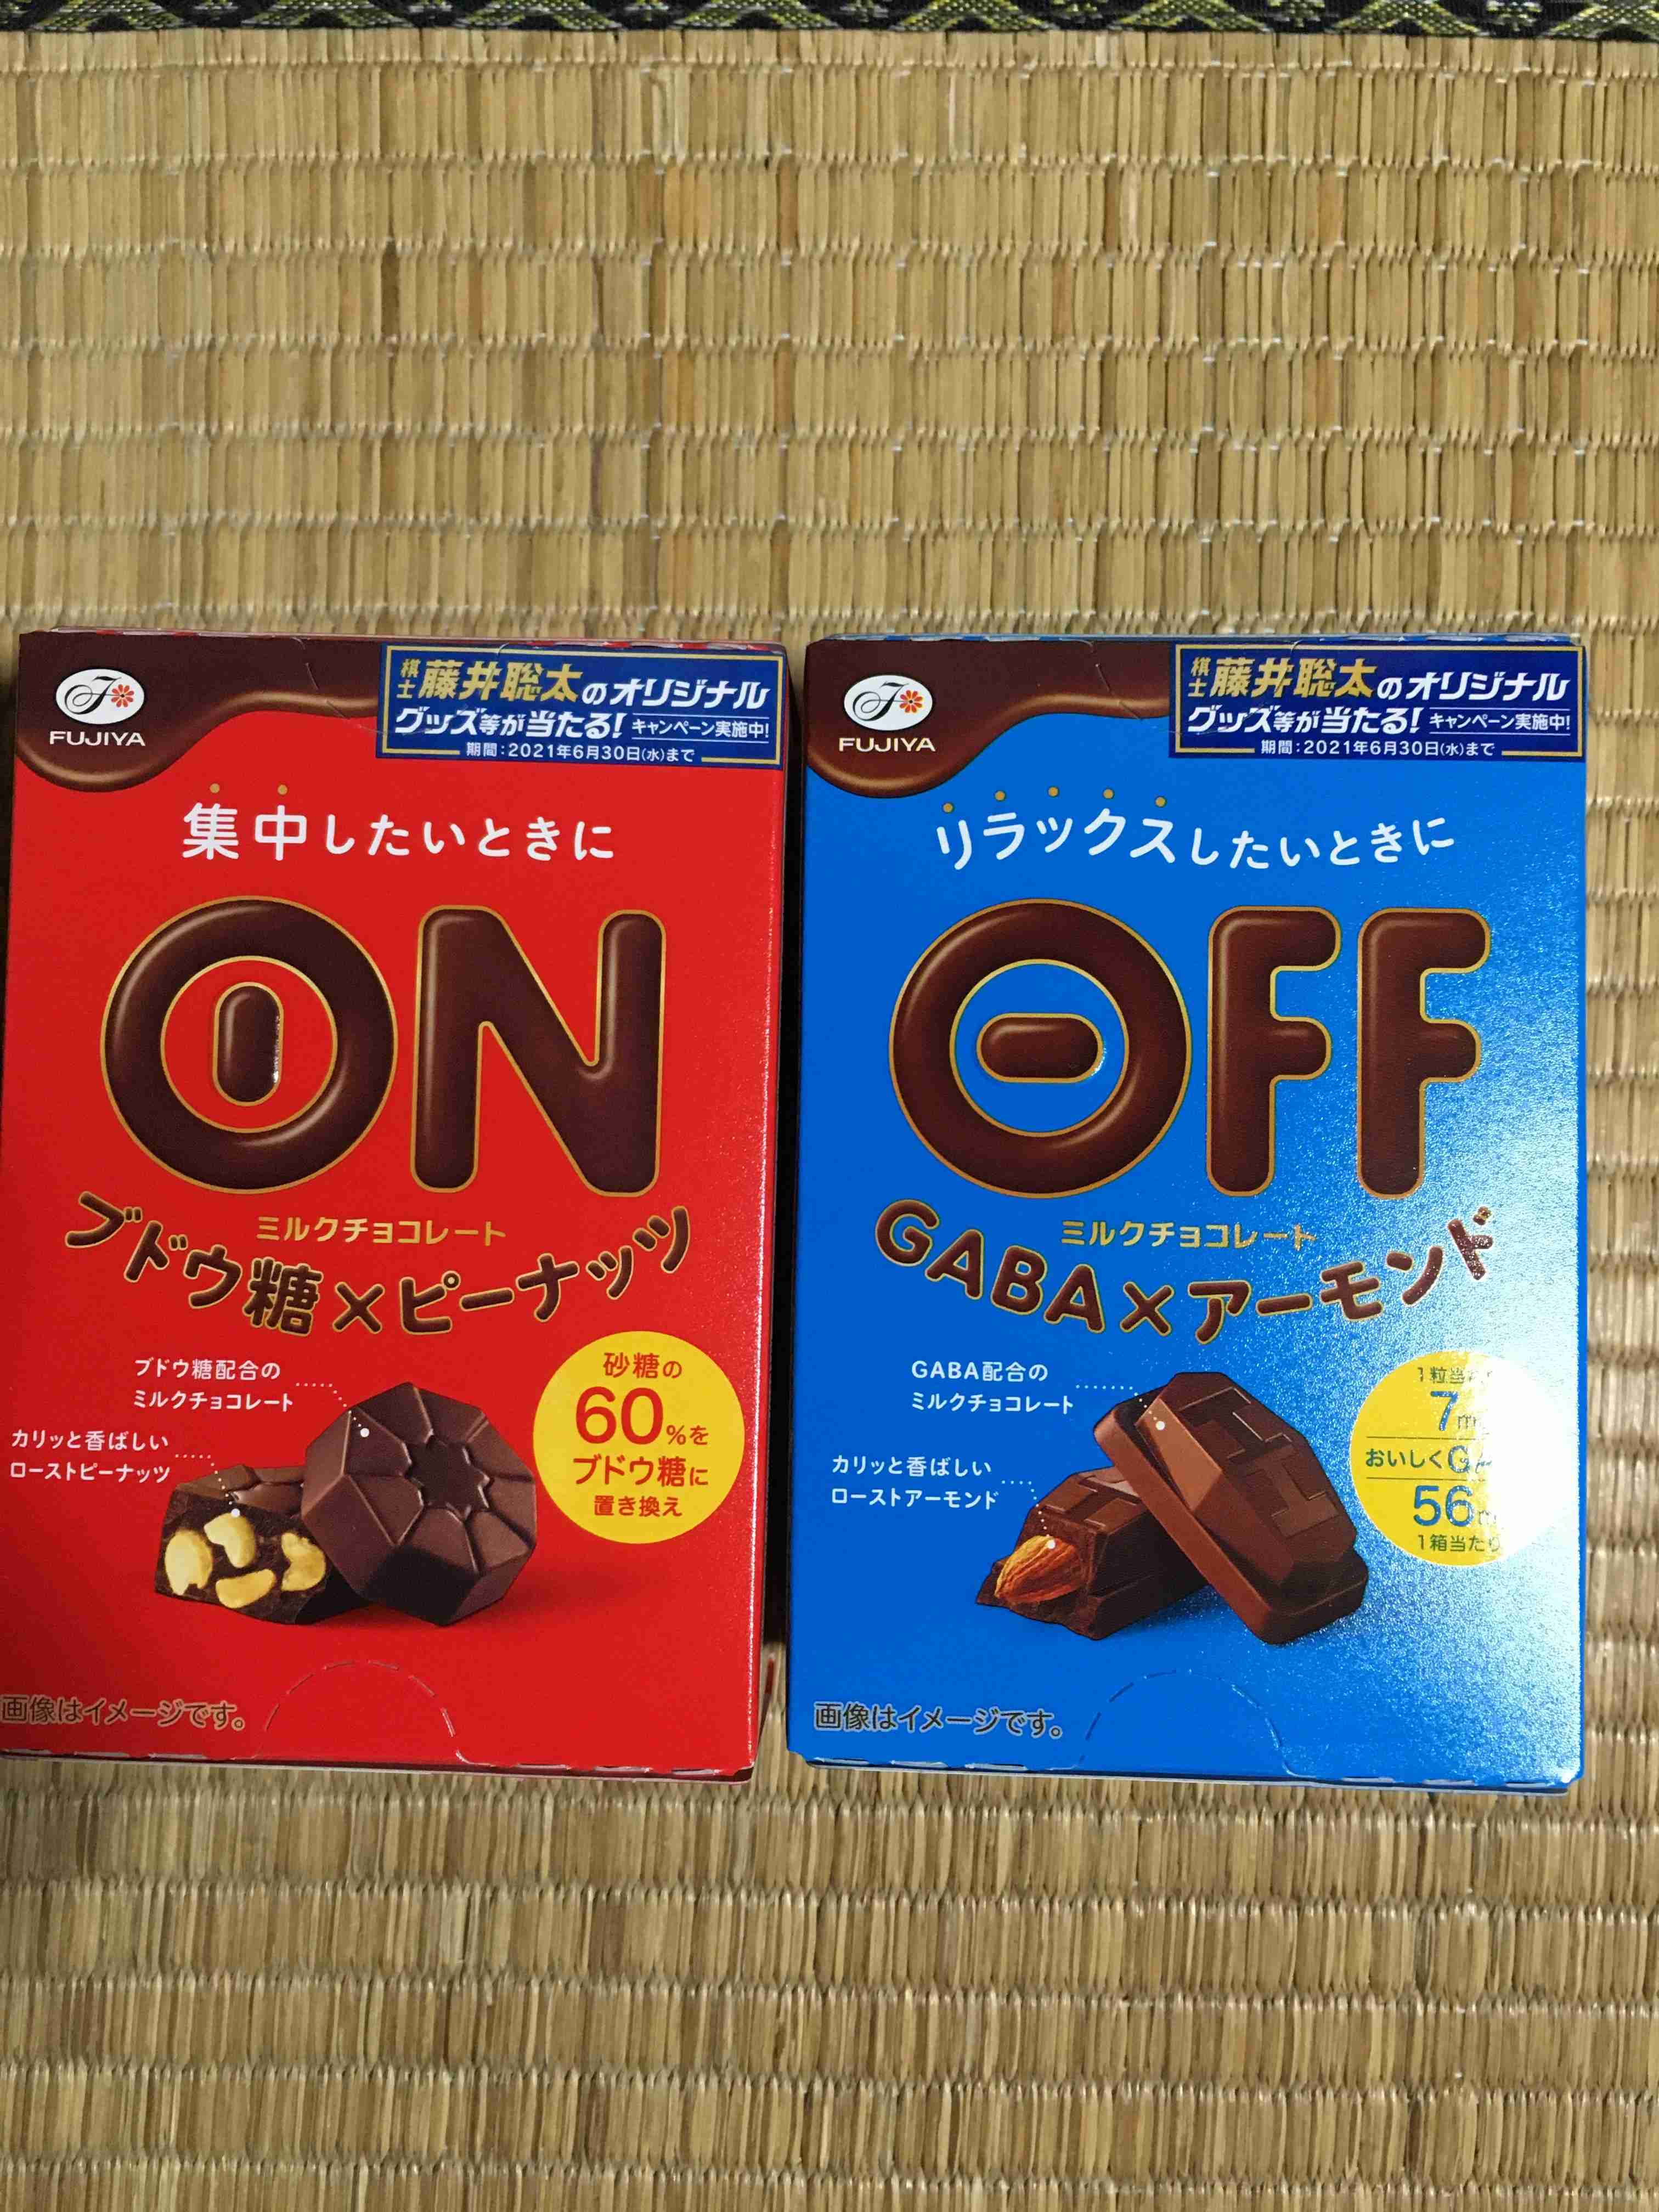 FUJIYA
棋士 藤井聡太のオリジナル
グッズ等が当たる! キャンペーン実施中!
期間:2021年6月30日(水)まで
集中したいときに
ON
ミルクチョコレート
ブドウ糖×ピーナッツ
ブドウ糖配合の
ミルクチョコレート
カリッと香ばしい
ローストピーナッツ
砂糖の
60%を
ブドウ糖に
置き換え
画像はイメージです。
FUJIYA
棋士 藤井聡太のオリジナル
グッズ等が当たる! キャンペーン実施中!
期間:2021年6月30日(水)まで
リラックスしたいときに
OFF
ミルクチョコレート
GABA×アーモンド
GABA配合の
ミルクチョコレート
カリッと香ばしい
ローストアーモンド
1粒当たり
7
おいしく
56
1箱当たり
画像はイメージです。